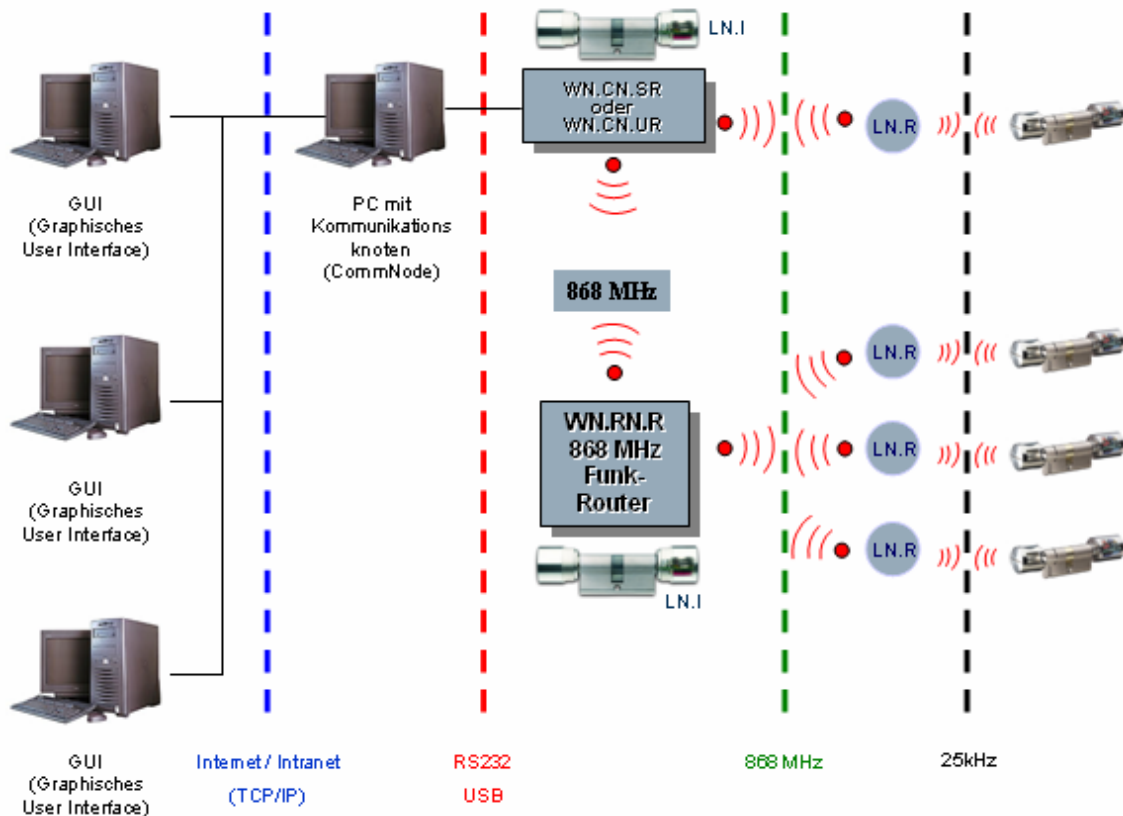 LN.I
WN.CN.SR
oder
WN.CN.UR
LN.R
GUI
(Graphisches
User Interface)
PC mit
Kommunikations
knoten
(CommNode)
868 MHz
LN.R
WN.RN.R
868 MHz
Funk-
Router
LN.R
GUI
(Graphisches
User Interface)
LN.R
LN.I
GUI
(Graphisches
User Interface)
Internet / Intranet
(TCP/IP)
RS232
USB
868 MHz
25kHz